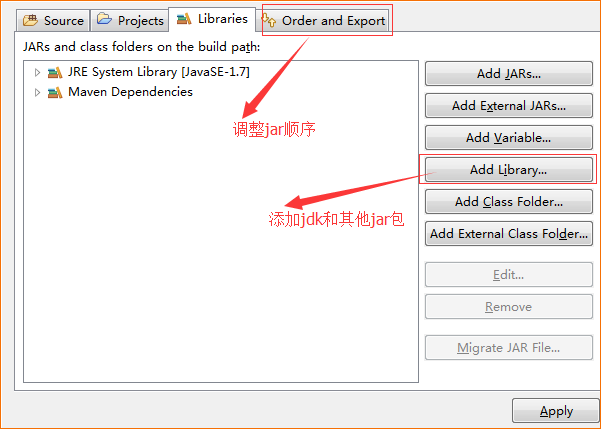 Source
Projects
Libraries
Order and Export
JARs and class folders on the build path:
JRE System Library [JavaSE-1.7]
Maven Dependencies
调整jar顺序
添加jdk和其他jar包
Add JARs...
Add External JARs...
Add Variable...
Add Library...
Add Class Folder...
Add External Class Folder...
Edit...
Remove
Migrate JAR File...
Apply